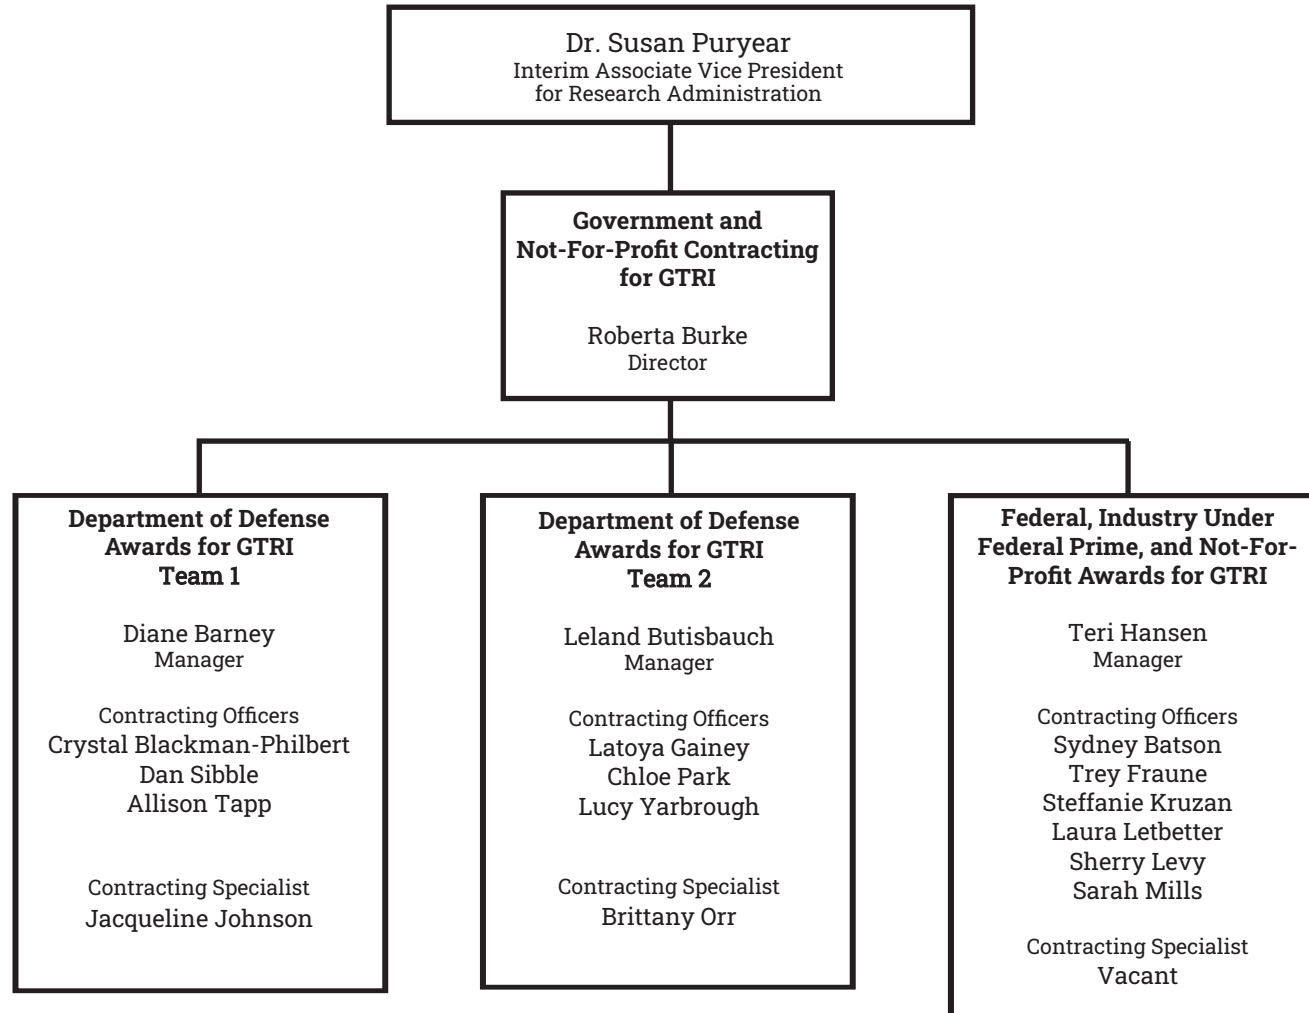 Dr. Susan Puryear
Interim Associate Vice President
for Research Administration
Government and
Not-For-Profit Contracting
for GTRI
Roberta Burke
Director
Department of Defense
Awards for GTRI
Team 1
Diane Barney
Manager
Contracting Officers
Crystal Blackman-Philbert
Dan Sibble
Allison Tapp
Contracting Specialist
Jacqueline Johnson
Department of Defense
Awards for GTRI
Team 2
Leland Butisbauch
Manager
Contracting Officers
Latoya Gainey
Chloe Park
Lucy Yarbrough
Contracting Specialist
Brittany Orr
Federal, Industry Under
Federal Prime, and Not-For-
Profit Awards for GTRI
Teri Hansen
Manager
Contracting Officers
Sydney Batson
Trey Fraune
Steffanie Kruzan
Laura Letbetter
Sherry Levy
Sarah Mills
Contracting Specialist
Vacant